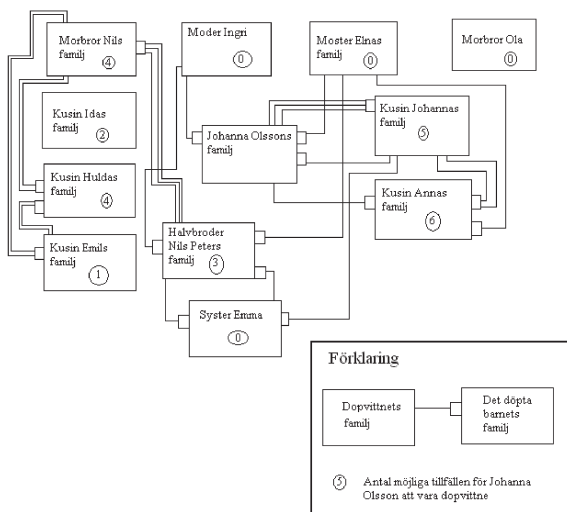 Morbror Nils
familj
4
Moder Ingri
0
Moster Elnas
familj
0
Morbror Ola
0
Kusin Idas
familj
2
Johanna Olssons
familj
Kusin Johannas
familj
5
Kusin Huldas
familj
4
Kusin Annas
familj
6
Kusin Emils
familj
1
Halvbroder
Nils Peters
familj
3
Syster Emma
0
Förklaring
Dopvittnets
familj
Det döpta
barnets
familj
5
Antal möjliga tillfällen för Johanna
Olsson att vara dopvittne